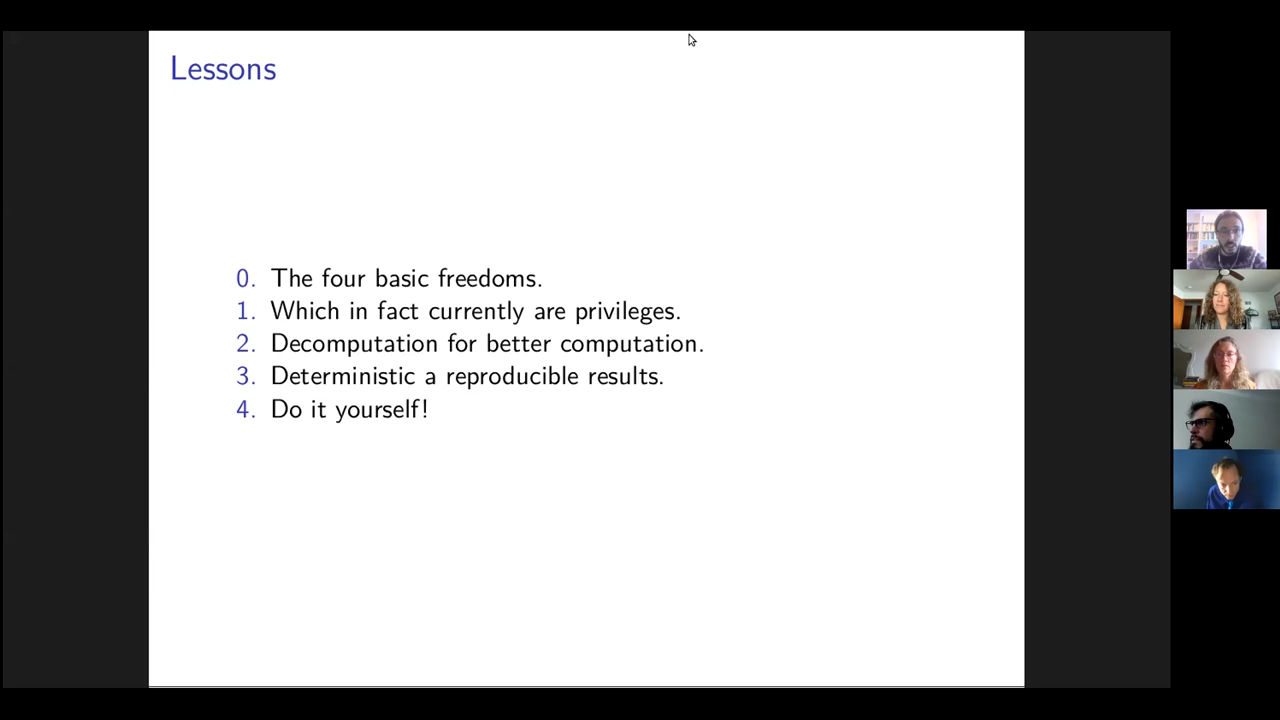 Lessons
0. The four basic freedoms.
1. Which in fact currently are privileges.
2. Decomputation for better computation.
3. Deterministic a reproducible results.
4. Do it yourself!